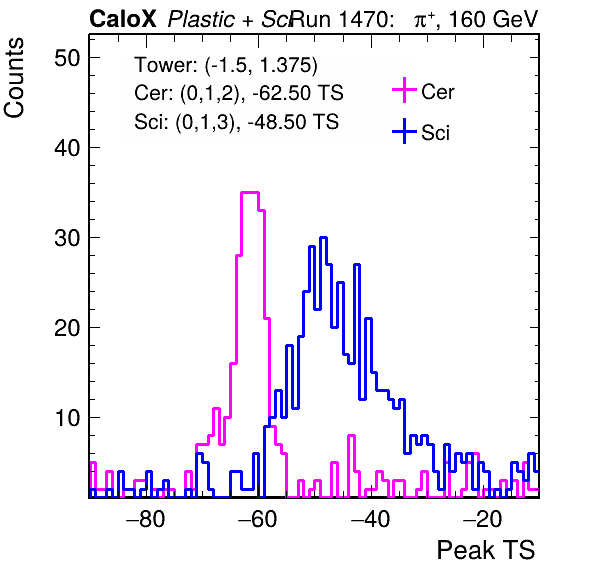 CaloX Plastic + Sci Run 1470: π⁺, 160 GeV
Counts
50
40
30
20
10
Tower: (-1.5, 1.375)
Cer: (0,1,2), -62.50 TS
Sci: (0,1,3), -48.50 TS
Cer
Sci
−80 −60 −40 −20
Peak TS